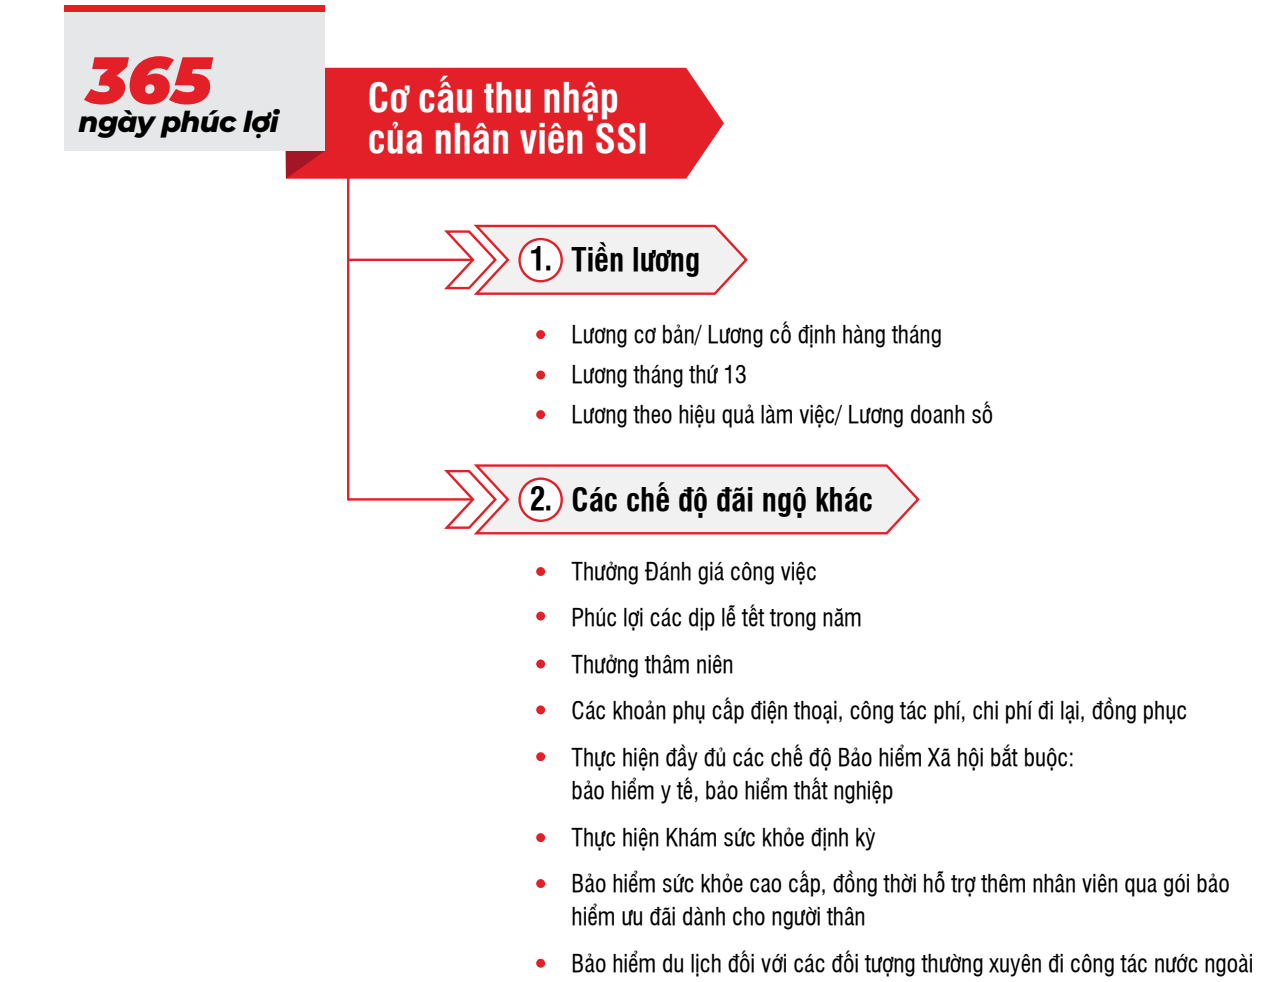 365
ngày phúc lợi
Cơ cấu thu nhập
của nhân viên SSI
1. Tiền lương
• Lương cơ bản/ Lương cố định hàng tháng
• Lương tháng thứ 13
• Lương theo hiệu quả làm việc/ Lương doanh số
2. Các chế độ đãi ngộ khác
• Thưởng Đánh giá công việc
• Phúc lợi các dịp lễ tết trong năm
• Thưởng thâm niên
• Các khoản phụ cấp điện thoại, công tác phí, chi phí đi lại, đồng phục
• Thực hiện đầy đủ các chế độ Bảo hiểm Xã hội bắt buộc:
bảo hiểm y tế, bảo hiểm thất nghiệp
• Thực hiện Khám sức khỏe định kỳ
• Bảo hiểm sức khỏe cao cấp, đồng thời hỗ trợ thêm nhân viên qua gói bảo
hiểm ưu đãi dành cho người thân
• Bảo hiểm du lịch đối với các đối tượng thường xuyên đi công tác nước ngoài